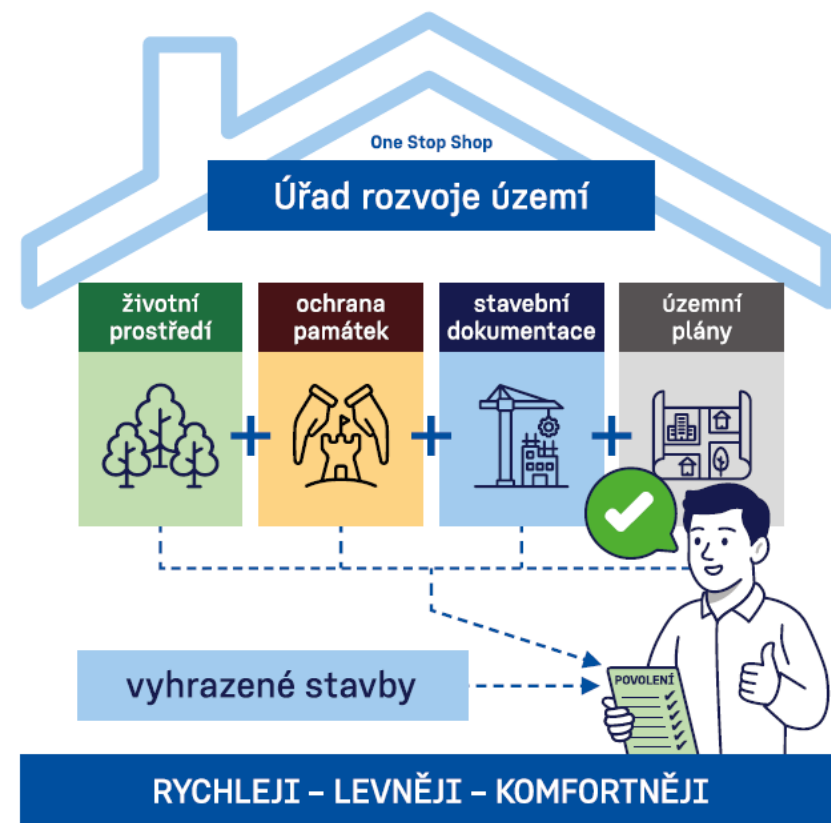 One Stop Shop
Úřad rozvoje území
životní
prostředí
ochrana
památek
stavební
dokumentace
územní
plány
vyhrazené stavby
POVOLENÍ
RYCHLEJI – LEVNĚJI – KOMFORTNĚJI